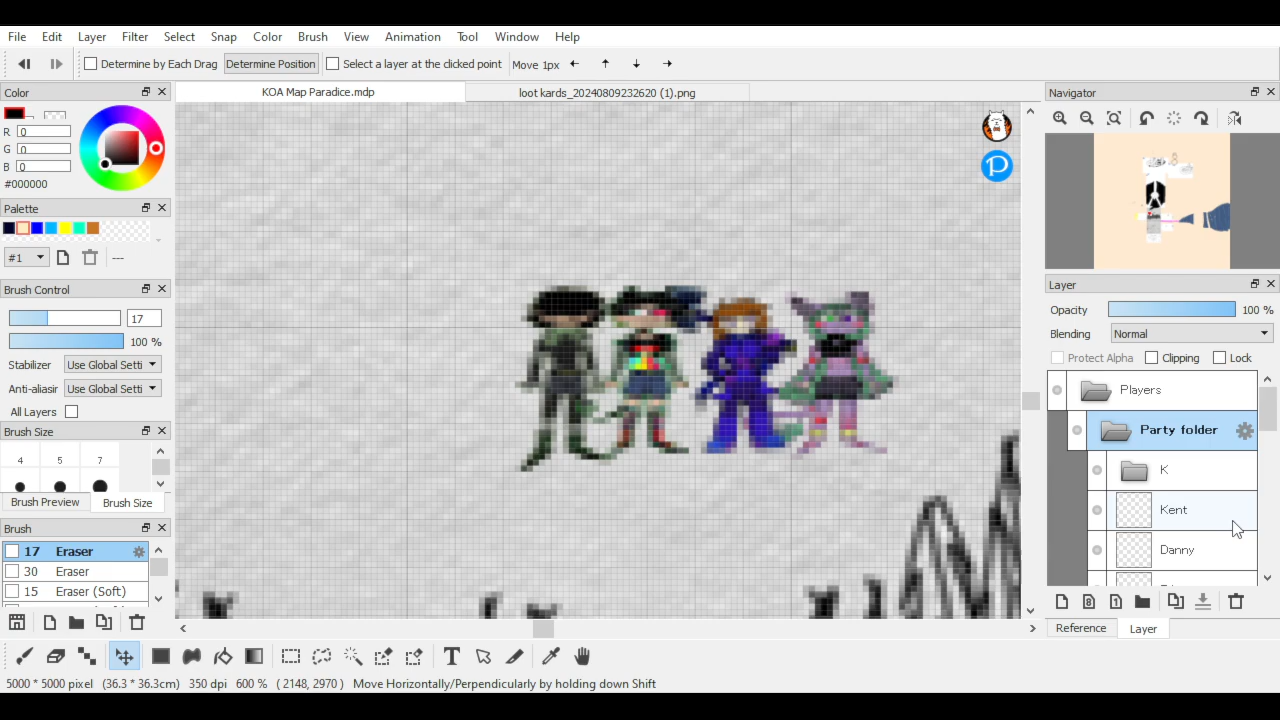 File Edit Layer Filter Select Snap Color Brush View Animation Tool Window Help
Determine by Each Drag Determine Position Select a layer at the clicked point Move 1px
Color
KOA Map Paradice.mdp
loot kards_20240809232620 (1).png
Navigator
R 0
G 0
B 0
#000000
Palette
#1
---
Brush Control
17
100 %
Stabilizer Use Global Setti
Anti-aliasir Use Global Setti
All Layers
Brush Size
4 5 7
Brush Preview Brush Size
Brush
17 Eraser
30 Eraser
15 Eraser (Soft)
Layer
Opacity 100 %
Blending Normal
Protect Alpha Clipping Lock
Players
Party folder
K
Kent
Danny
Reference Layer
5000 * 5000 pixel (36.3 * 36.3cm) 350 dpi 600 % ( 2148, 2970 ) Move Horizontally/Perpendicularly by holding down Shift